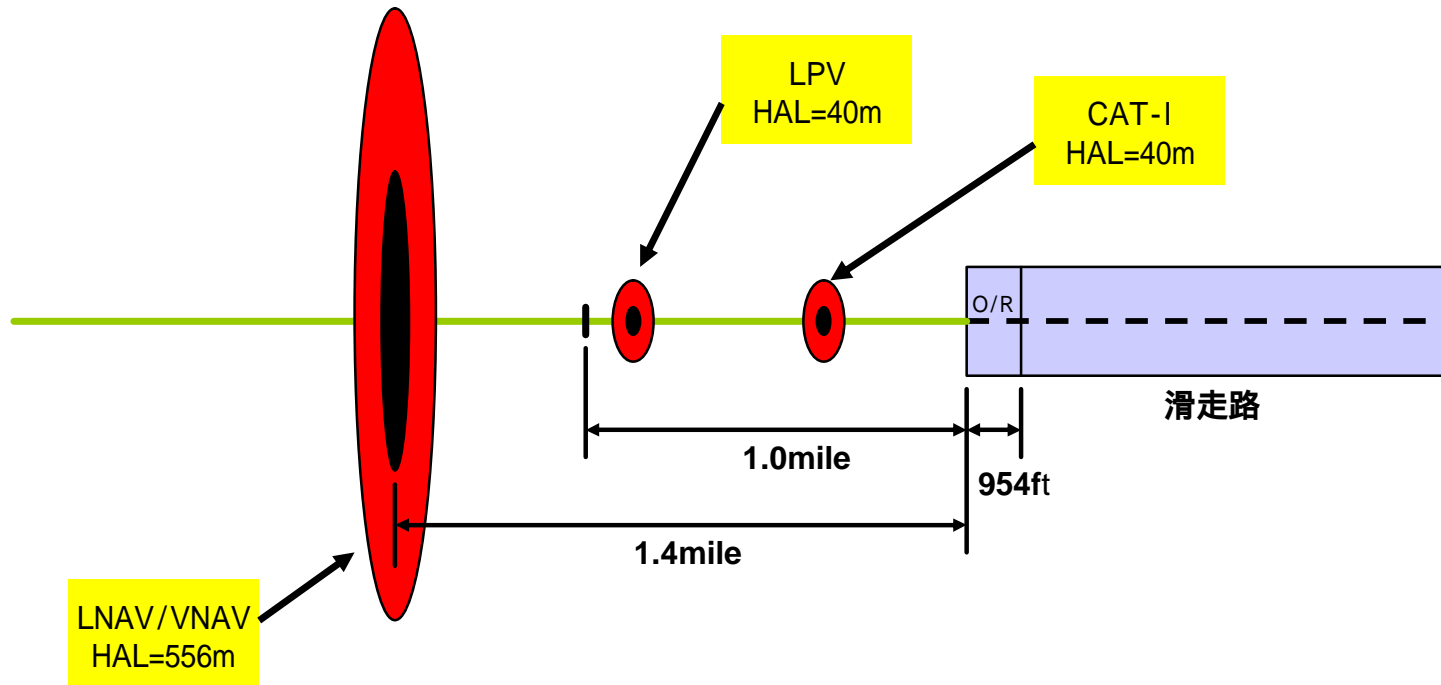 LPV
HAL=40m
CAT-I
HAL=40m
O/R
滑走路
1.0mile
954ft
1.4mile
LNAV/VNAV
HAL=556m